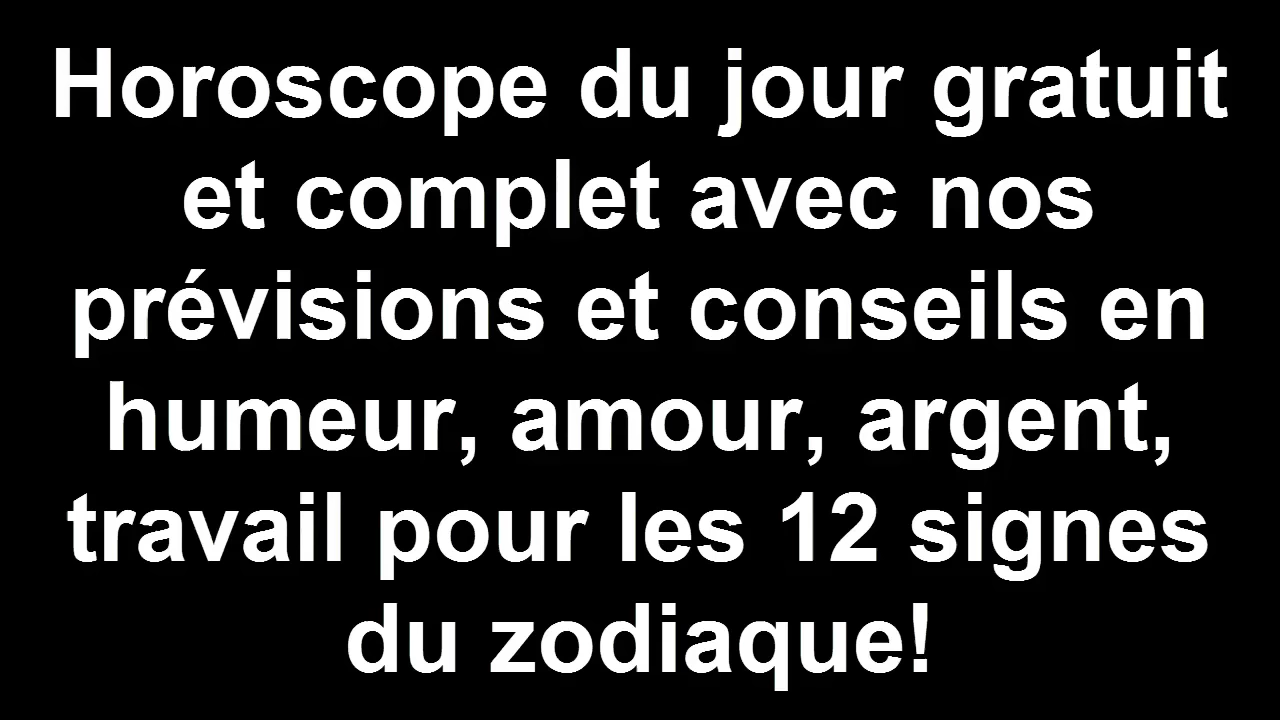 Horoscope du jour gratuit
et complet avec nos
prévisions et conseils en
humeur, amour, argent,
travail pour les 12 signes
du zodiaque!